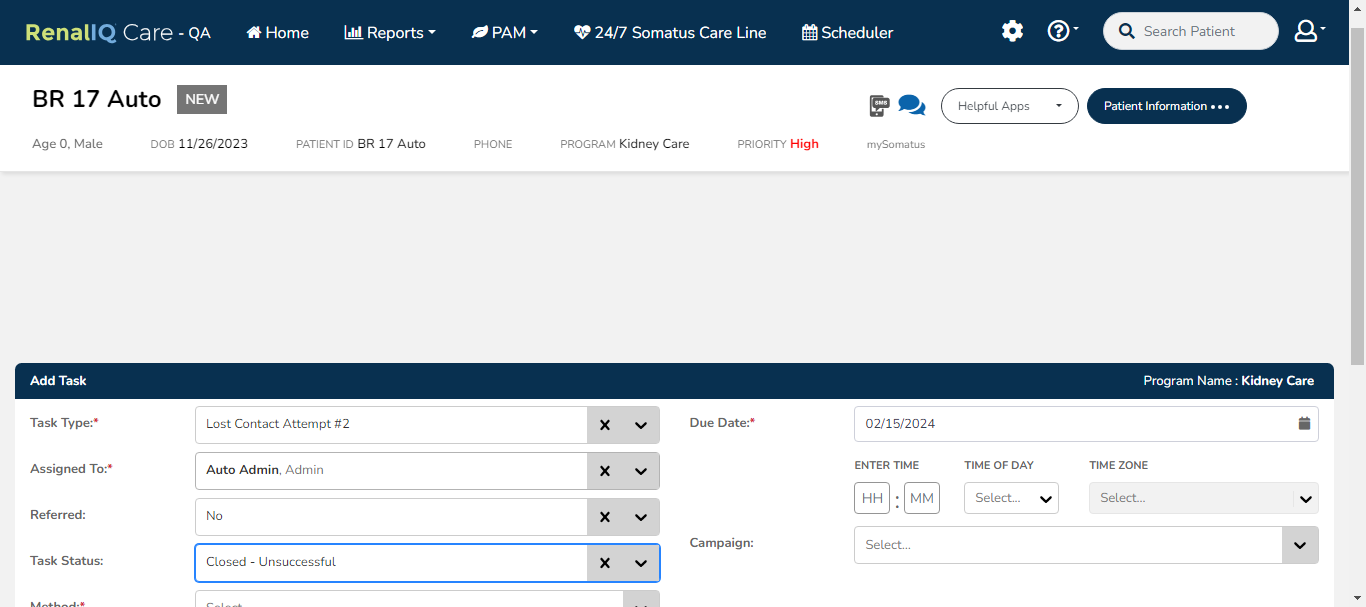 RenalIQ Care - QA Home Reports PAM 24/7 Somatus Care Line Scheduler Search Patient
BR 17 Auto NEW SMS Helpful Apps Patient Information
Age 0, Male DOB 11/26/2023 PATIENT ID BR 17 Auto PHONE PROGRAM Kidney Care PRIORITY High mySomatus
Add Task Program Name : Kidney Care
Task Type:* Lost Contact Attempt #2 Due Date:* 02/15/2024
Assigned To:* Auto Admin, Admin ENTER TIME TIME OF DAY TIME ZONE
Referred: No HH : MM Select... Select...
Task Status: Closed - Unsuccessful Campaign: Select...
Method:* Select...